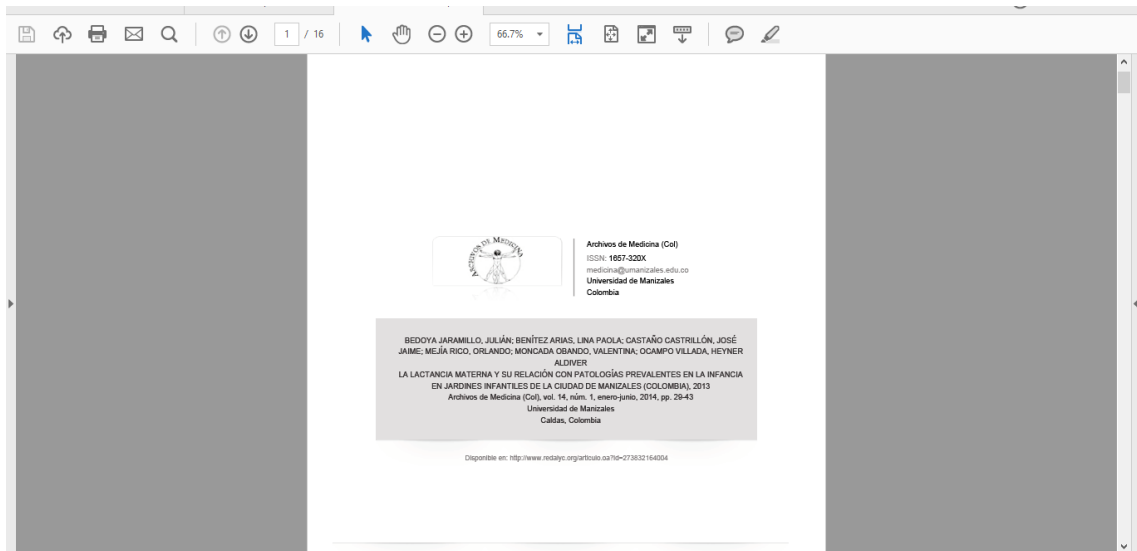 1 / 16
66.7%
ARCHIVOS DE MEDICINA
Archivos de Medicina (Col)
ISSN: 1657-320X
medicina@umanizales.edu.co
Universidad de Manizales
Colombia
BEDOYA JARAMILLO, JULIÁN; BENÍTEZ ARIAS, LINA PAOLA; CASTAÑO CASTRILLÓN, JOSÉ
JAIME; MEJÍA RICO, ORLANDO; MONCADA OBANDO, VALENTINA; OCAMPO VILLADA, HEYNER
ALDIVER
LA LACTANCIA MATERNA Y SU RELACIÓN CON PATOLOGÍAS PREVALENTES EN LA INFANCIA
EN JARDINES INFANTILES DE LA CIUDAD DE MANIZALES (COLOMBIA), 2013
Archivos de Medicina (Col), vol. 14, núm. 1, enero-junio, 2014, pp. 29-43
Universidad de Manizales
Caldas, Colombia
Disponible en: http://www.redalyc.org/articulo.oa?id=273832164004